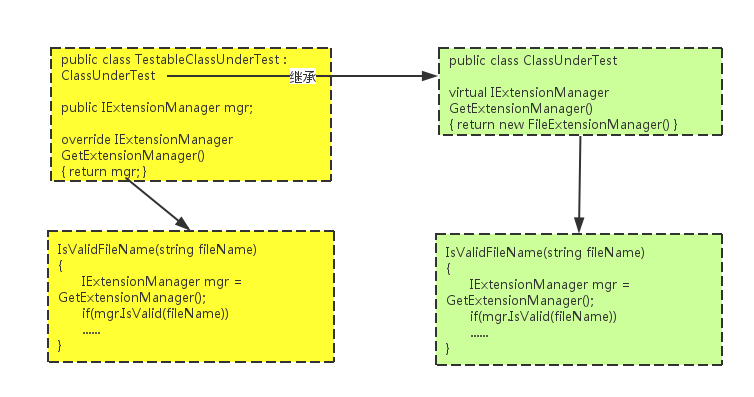 public class TestableClassUnderTest :
ClassUnderTest
public IExtensionManager mgr;
override IExtensionManager
GetExtensionManager()
{ return mgr; }
继承
public class ClassUnderTest
virtual IExtensionManager
GetExtensionManager()
{ return new FileExtensionManager() }
IsValidFileName(string fileName)
{
IExtensionManager mgr =
GetExtensionManager();
if(mgr.IsValid(fileName))
......
}
IsValidFileName(string fileName)
{
IExtensionManager mgr =
GetExtensionManager();
if(mgr.IsValid(fileName))
......
}